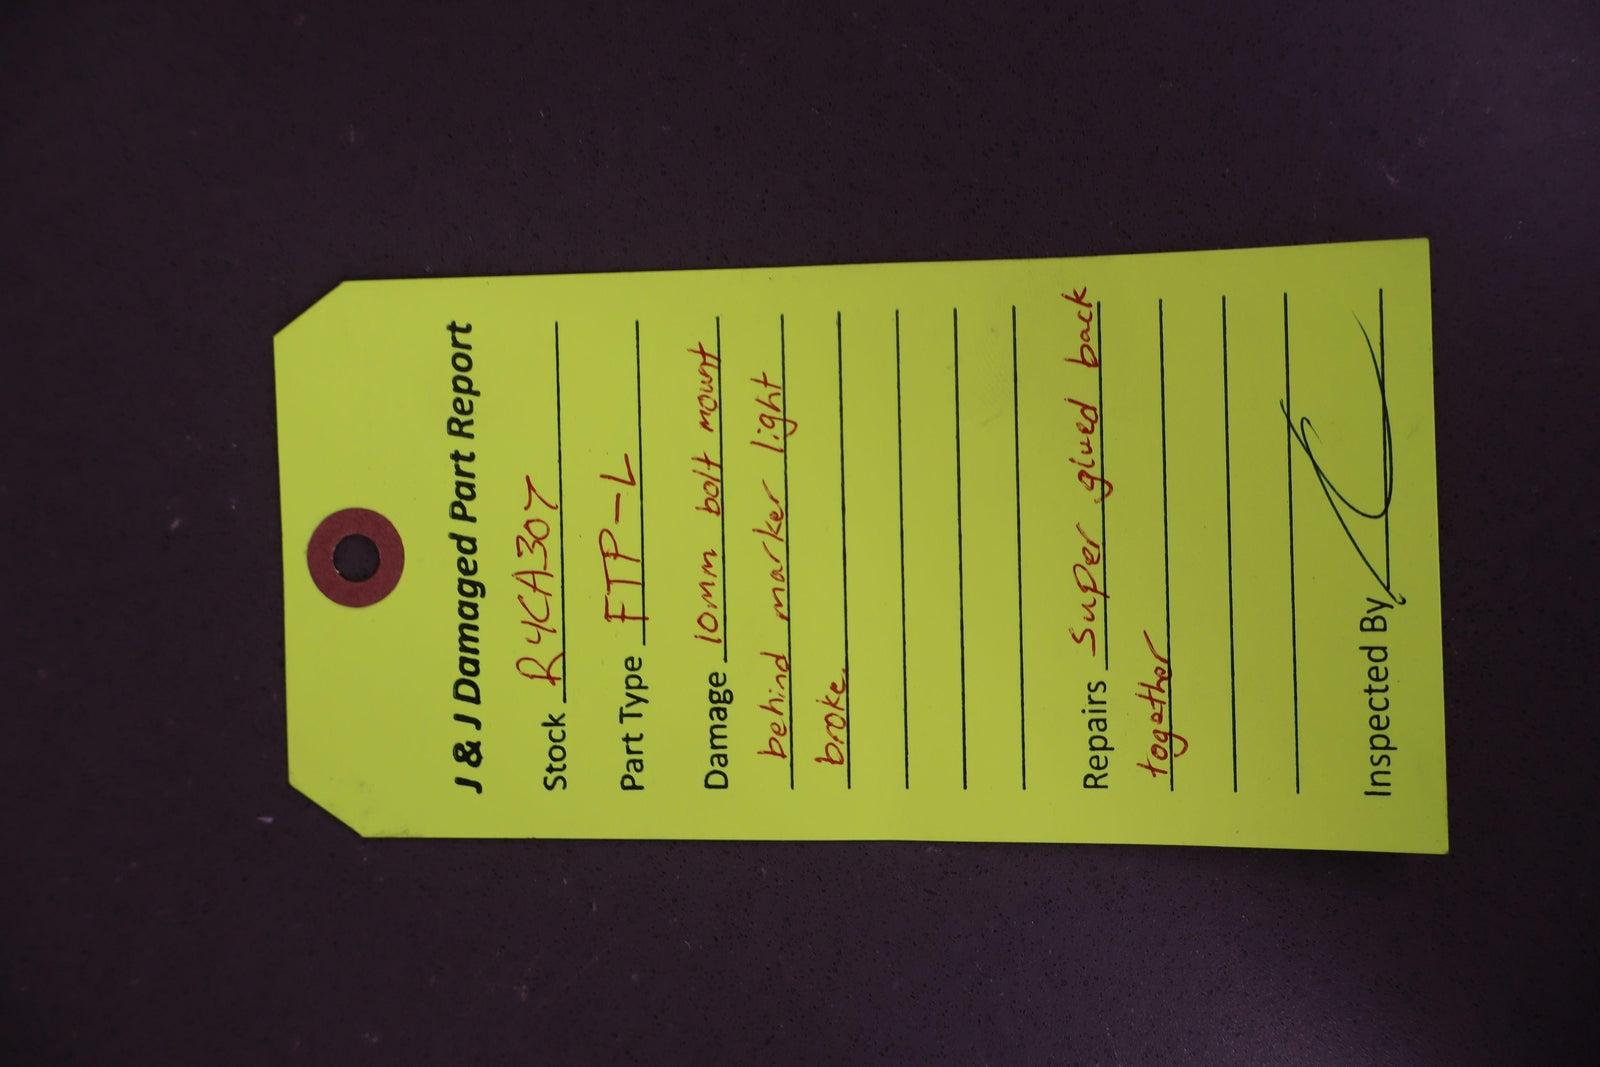 J & J Damaged Part Report
Stock R4CA307
Part Type FTP-L
Damage 10mm bolt mount
behind marker light
broke.
Repairs Super glued back
together
Inspected By